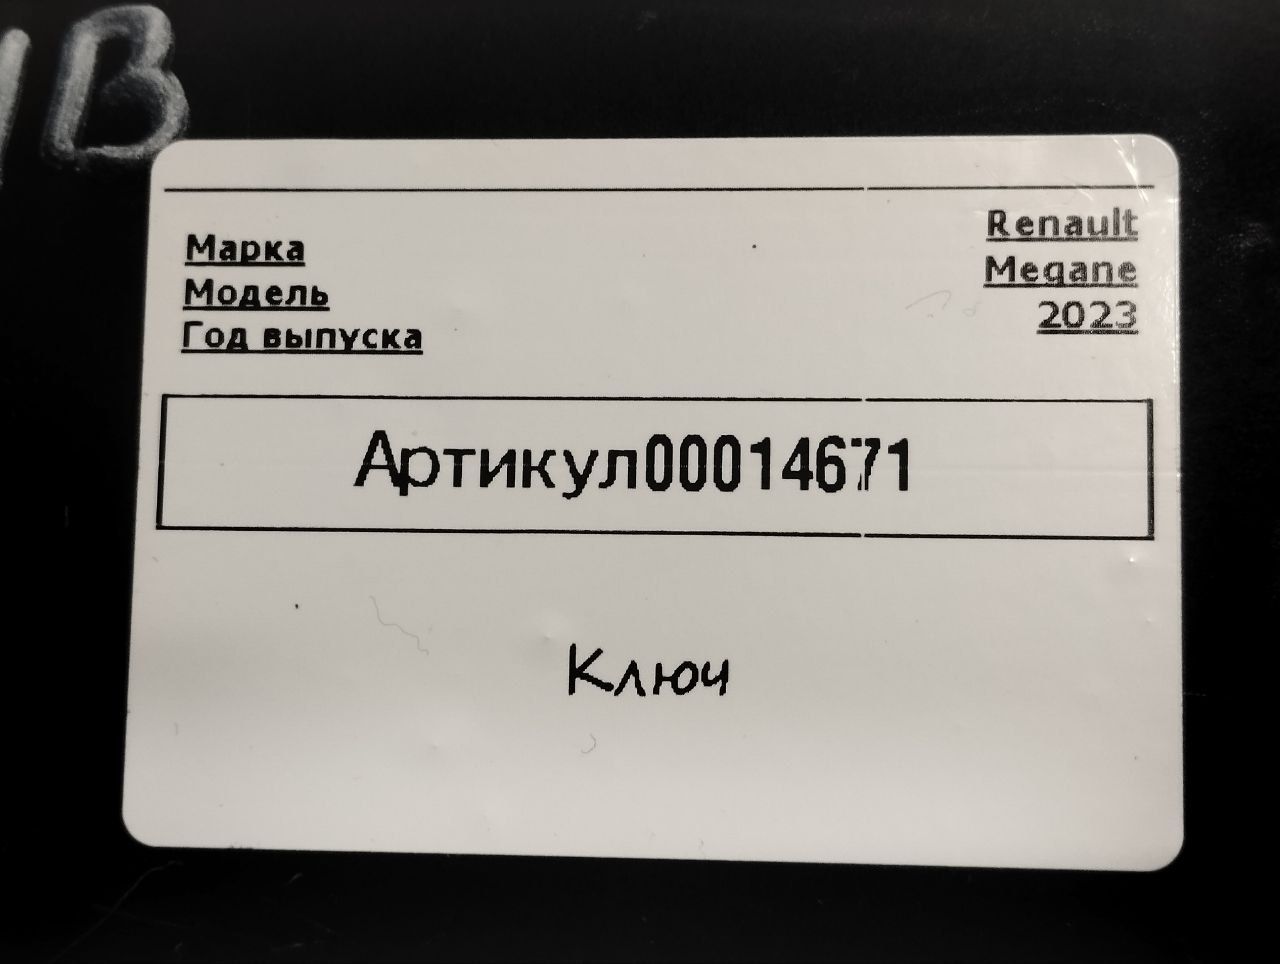 Марка
Renault
Модель
Megane
Год выпуска
2023
Артикул00014671
Ключ